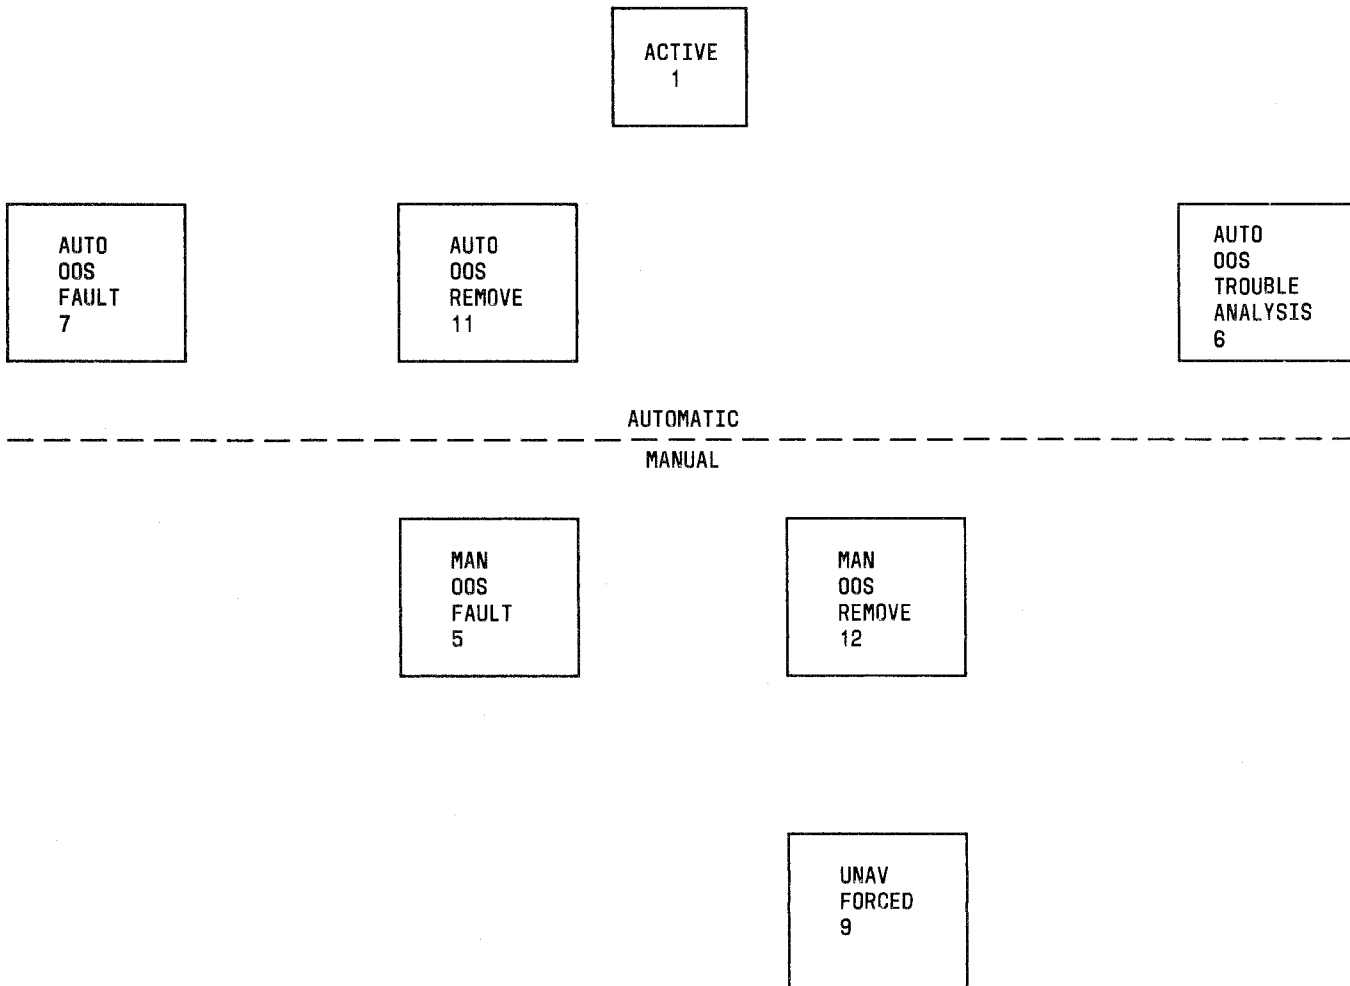 ACTIVE
1
AUTO
OOS
FAULT
7
AUTO
OOS
REMOVE
11
AUTO
OOS
TROUBLE
ANALYSIS
6
AUTOMATIC
MANUAL
MAN
OOS
FAULT
5
MAN
OOS
REMOVE
12
UNAV
FORCED
9